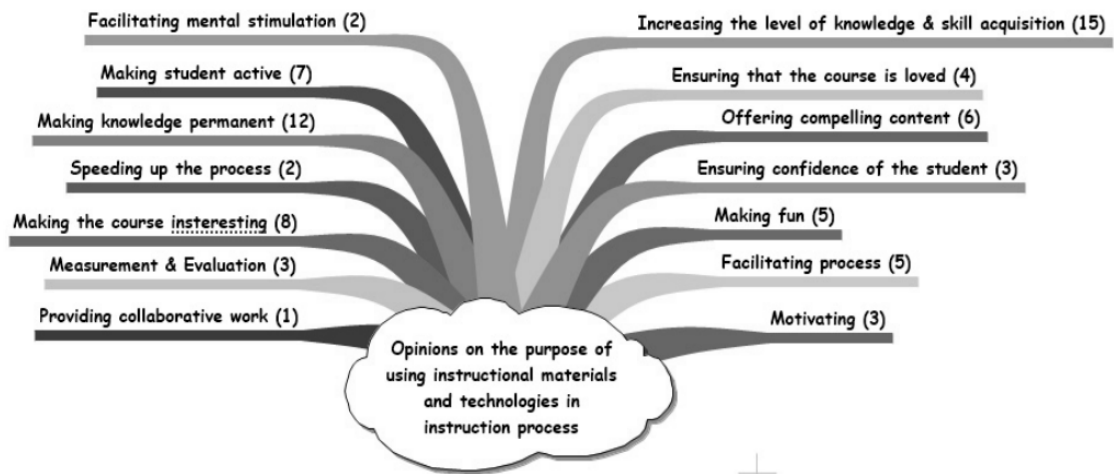 Facilitating mental stimulation (2)
Making student active (7)
Making knowledge permanent (12)
Speeding up the process (2)
Making the course insteresting (8)
Measurement & Evaluation (3)
Providing collaborative work (1)
Increasing the level of knowledge & skill acquisition (15)
Ensuring that the course is loved (4)
Offering compelling content (6)
Ensuring confidence of the student (3)
Making fun (5)
Facilitating process (5)
Motivating (3)
Opinions on the purpose of
using instructional materials
and technologies in
instruction process